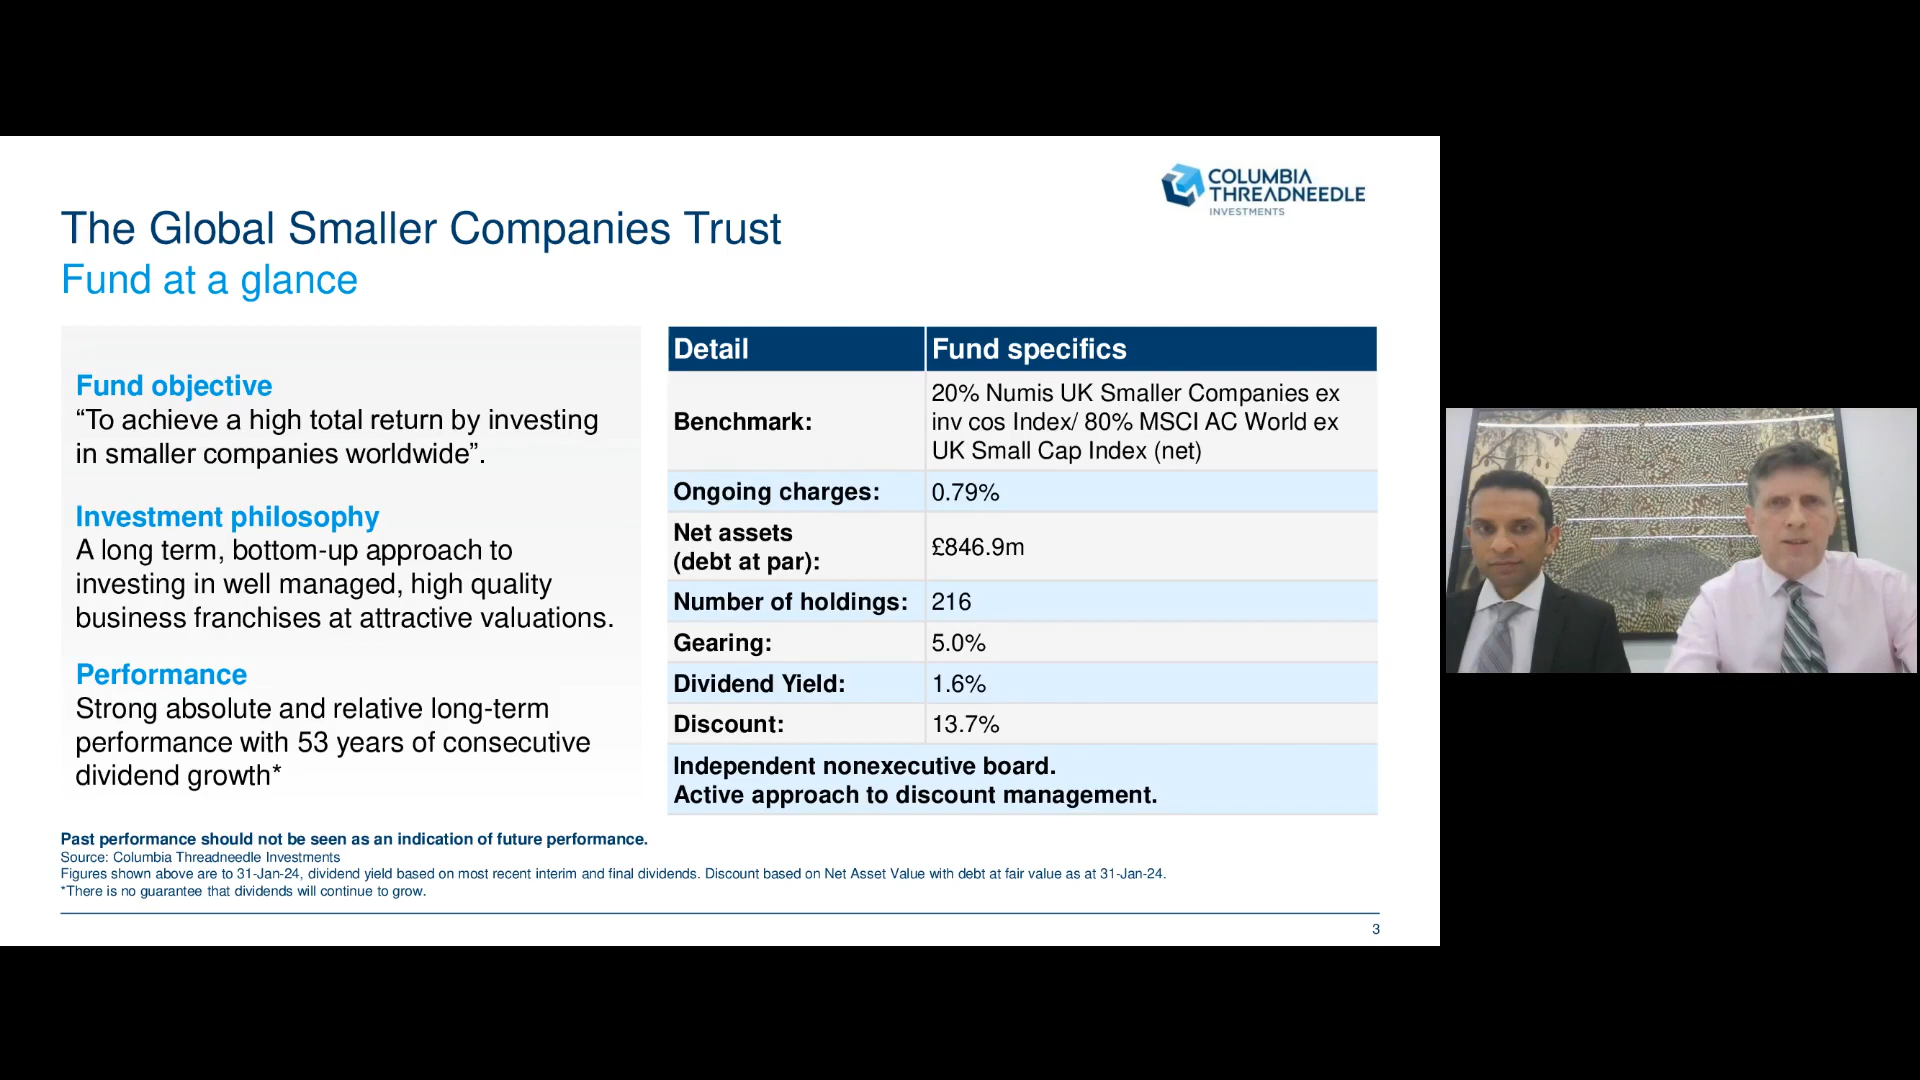 COLUMBIA
THREADNEEDLE
INVESTMENTS
The Global Smaller Companies Trust
Fund at a glance
Fund objective
“To achieve a high total return by investing
in smaller companies worldwide”.
Investment philosophy
A long term, bottom-up approach to
investing in well managed, high quality
business franchises at attractive valuations.
Performance
Strong absolute and relative long-term
performance with 53 years of consecutive
dividend growth*
Detail Fund specifics
Benchmark: 20% Numis UK Smaller Companies ex
inv cos Index/ 80% MSCI AC World ex
UK Small Cap Index (net)
Ongoing charges: 0.79%
Net assets
(debt at par): £846.9m
Number of holdings: 216
Gearing: 5.0%
Dividend Yield: 1.6%
Discount: 13.7%
Independent nonexecutive board.
Active approach to discount management.
Past performance should not be seen as an indication of future performance.
Source: Columbia Threadneedle Investments
Figures shown above are to 31-Jan-24, dividend yield based on most recent interim and final dividends. Discount based on Net Asset Value with debt at fair value as at 31-Jan-24.
*There is no guarantee that dividends will continue to grow.
3